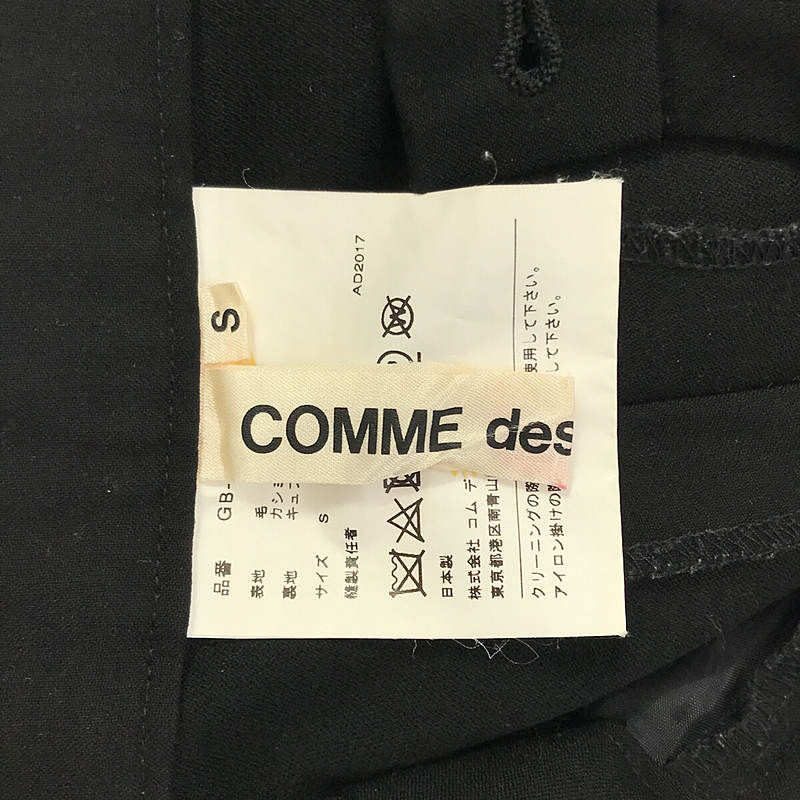 COMME des
S
AD2017
品番 GB-
表地 毛 カシミ
裏地 キュ
サイズ S
縫製責任者
日本製
株式会社 コム デ
東京都港区南青山
クリーニングの際 使用して下さい。
アイロン掛けの際 して下さい。